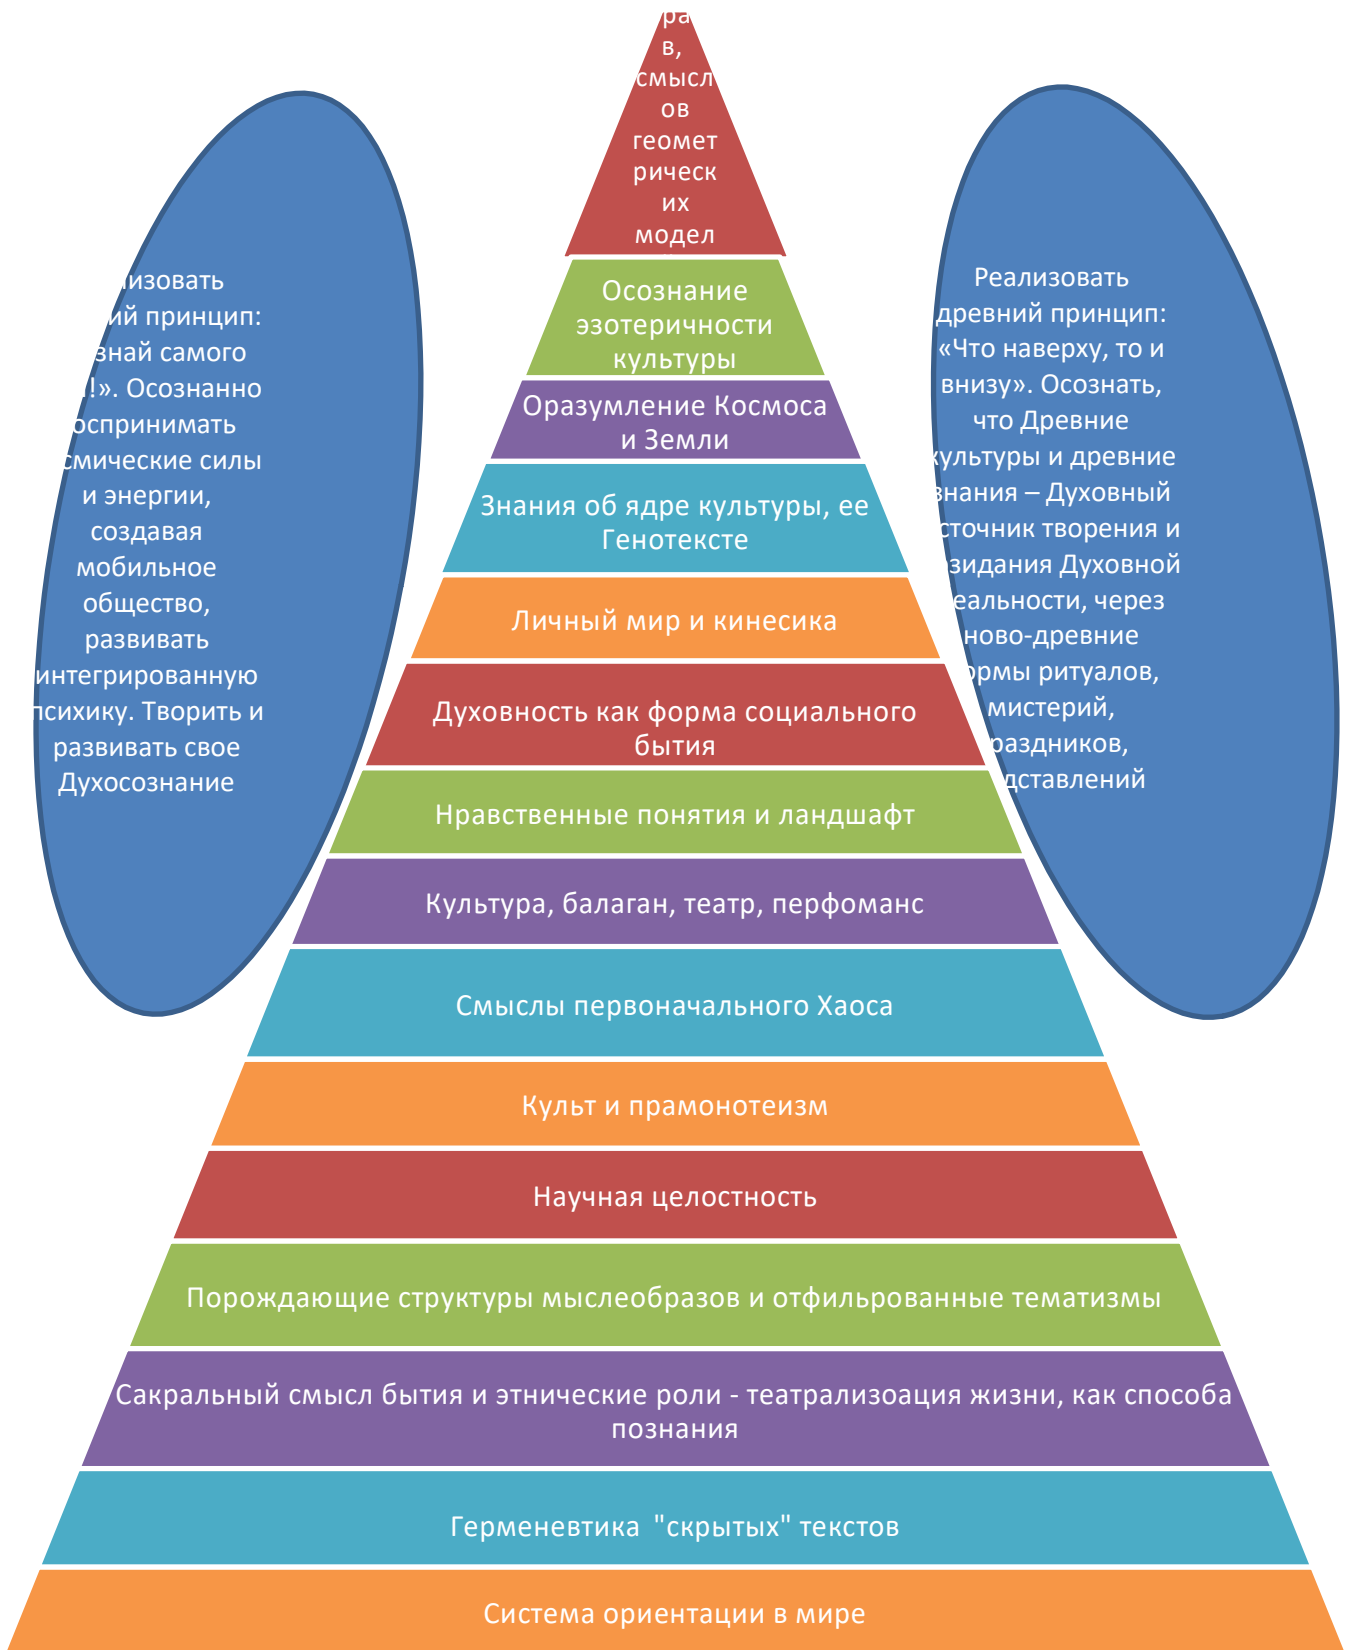 в,
смысл
ов
геомет
рическ
их
модел
Осознание
эзотеричности
культуры
Оразумление Космоса
и Земли
Знания об ядре культуры, ее
Генотексте
Личный мир и кинесика
Духовность как форма социального
бытия
Нравственные понятия и ландшафт
Культура, балаган, театр, перфоманс
Смыслы первоначального Хаоса
Культ и прамонотеизм
Научная целостность
Порождающие структуры мыслеобразов и отфильрованные тематизмы
Сакральный смысл бытия и этнические роли - театрализоация жизни, как способа
познания
Герменевтика "скрытых" текстов
Система ориентации в мире
изовать
ий принцип:
знай самого
!». Осознанно
оспринимать
смические силы
и энергии,
создавая
мобильное
общество,
развивать
интегрированную
психику. Творить и
развивать свое
Духосознание
Реализовать
древний принцип:
«Что наверху, то и
внизу». Осознать,
что Древние
культуры и древние
знания – Духовный
сточник творения и
зидания Духовной
еальности, через
ново-древние
ормы ритуалов,
мистерий,
раздников,
дставлений